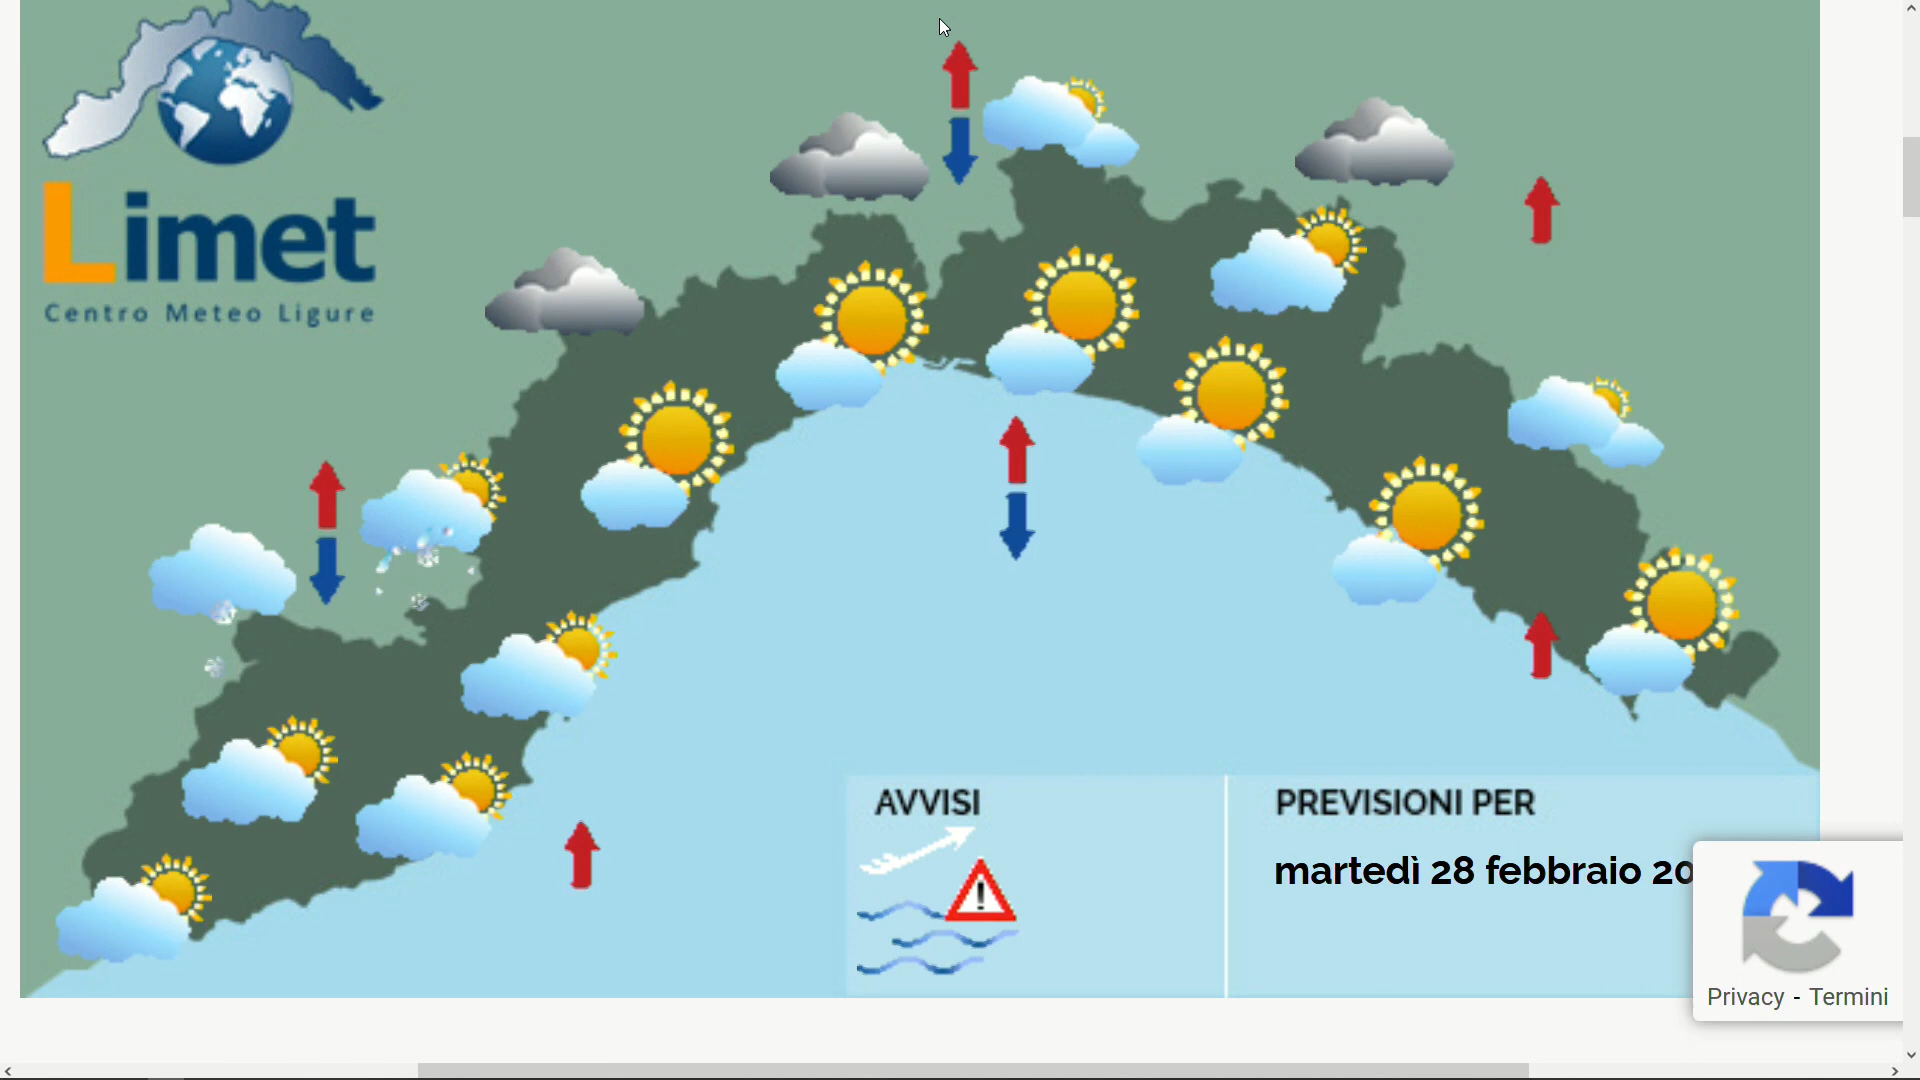 Limet
Centro Meteo Ligure
AVVISI
PREVISIONI PER
martedì 28 febbraio 20
Privacy - Termini